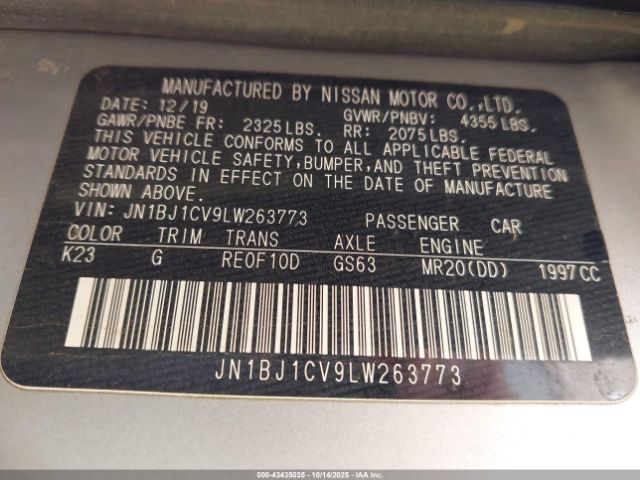 MANUFACTURED BY NISSAN MOTOR CO.,LTD.
DATE: 12/19 GVWR/PNBV: 4355 LBS.
GAWR/PNBE FR: 2325 LBS. RR: 2075 LBS.
THIS VEHICLE CONFORMS TO ALL APPLICABLE FEDERAL
MOTOR VEHICLE SAFETY, BUMPER, AND THEFT PREVENTION
STANDARDS IN EFFECT ON THE DATE OF MANUFACTURE
SHOWN ABOVE.
VIN: JN1BJ1CV9LW263773 PASSENGER CAR
COLOR TRIM TRANS AXLE ENGINE
K23 G RE0F10D GS63 MR20(DD) 1997 CC
JN1BJ1CV9LW263773
000-43435035 - 10/14/2025 - IAA, Inc.